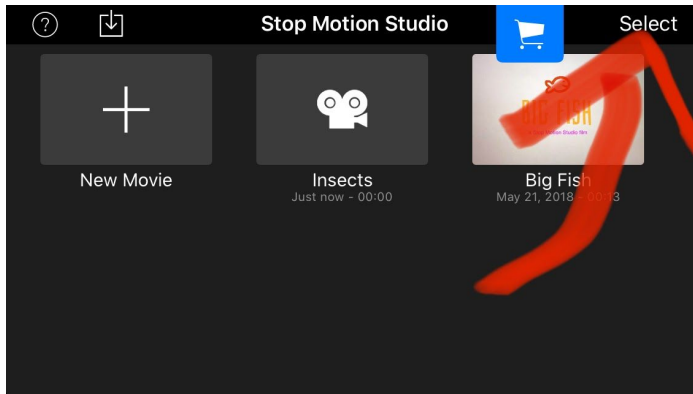 Stop Motion Studio
Select
BIG FISH
New Movie
Insects
Big Fish
Just now - 00:00
May 21, 2018 - 00:13